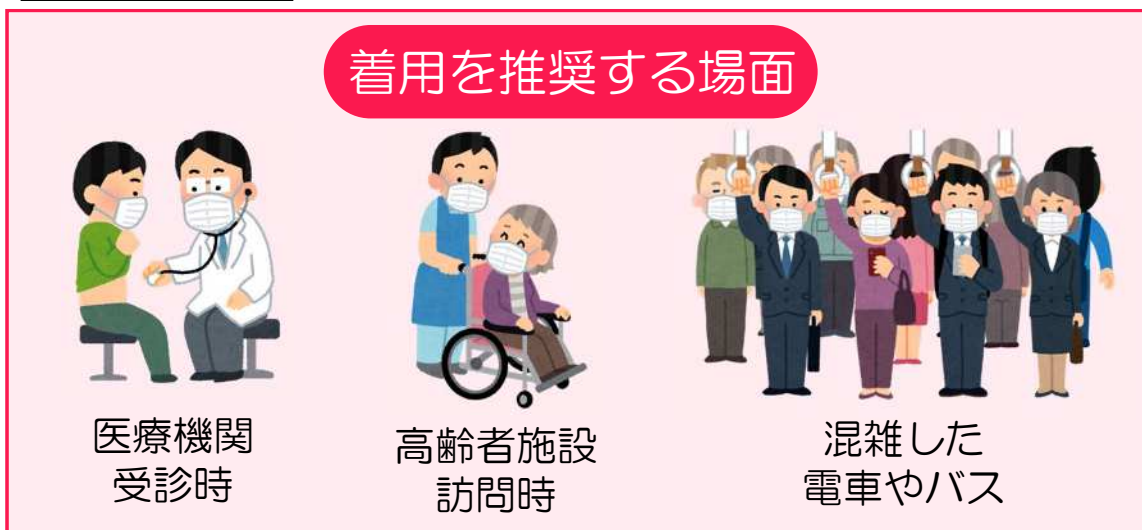 着用を推奨する場面
医療機関
受診時
高齢者施設
訪問時
混雑した
電車やバス